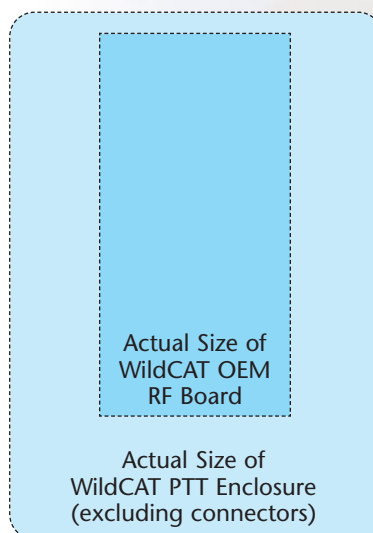 Actual Size of
WildCAT OEM
RF Board
Actual Size of
WildCAT PTT Enclosure
(excluding connectors)